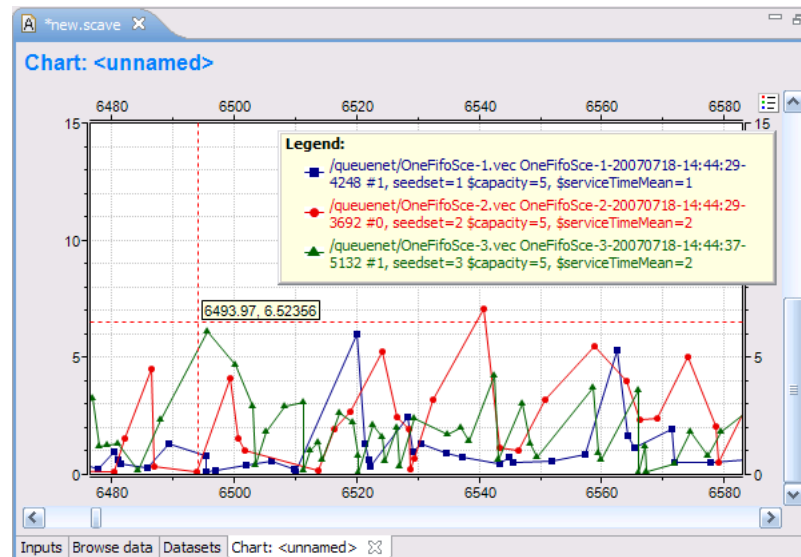 *new.scave
Chart: <unnamed>
6480 6500 6520 6540 6560 6580
15 15
Legend:
/queuenet/OneFifoSce-1.vec OneFifoSce-1-20070718-14:44:29-
4248 #1, seedset=1 $capacity=5, $serviceTimeMean=1
/queuenet/OneFifoSce-2.vec OneFifoSce-2-20070718-14:44:29-
3692 #0, seedset=2 $capacity=5, $serviceTimeMean=2
/queuenet/OneFifoSce-3.vec OneFifoSce-3-20070718-14:44:37-
5132 #1, seedset=3 $capacity=5, $serviceTimeMean=2
10
6493.97, 6.52356
5 5
0 0
6480 6500 6520 6540 6560 6580
Inputs Browse data Datasets Chart: <unnamed>